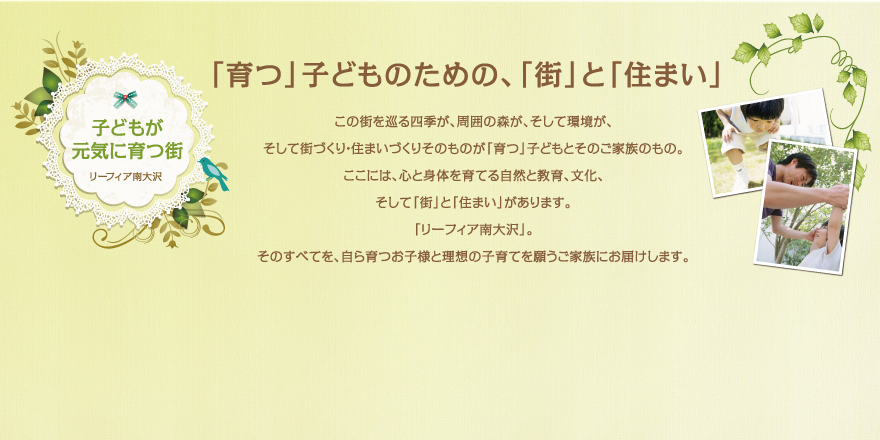 「育つ」子どものための、「街」と「住まい」
子どもが
元気に育つ街
リーフィア南大沢
この街を巡る四季が、周囲の森が、そして環境が、
そして街づくり・住まいづくりそのものが「育つ」子どもとそのご家族のもの。
ここには、心と身体を育てる自然と教育、文化、
そして「街」と「住まい」があります。
「リーフィア南大沢」。
そのすべてを、自ら育つお子様と理想の子育てを願うご家族にお届けします。